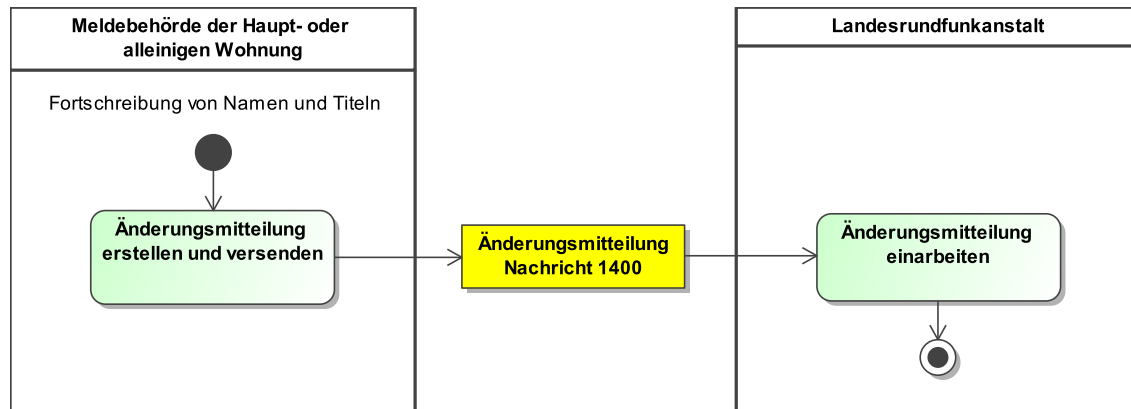 Meldebehörde der Haupt- oder
alleinigen Wohnung
Landesrundfunkanstalt
Fortschreibung von Namen und Titeln
Änderungsmitteilung
erstellen und versenden
Änderungsmitteilung
Nachricht 1400
Änderungsmitteilung
einarbeiten